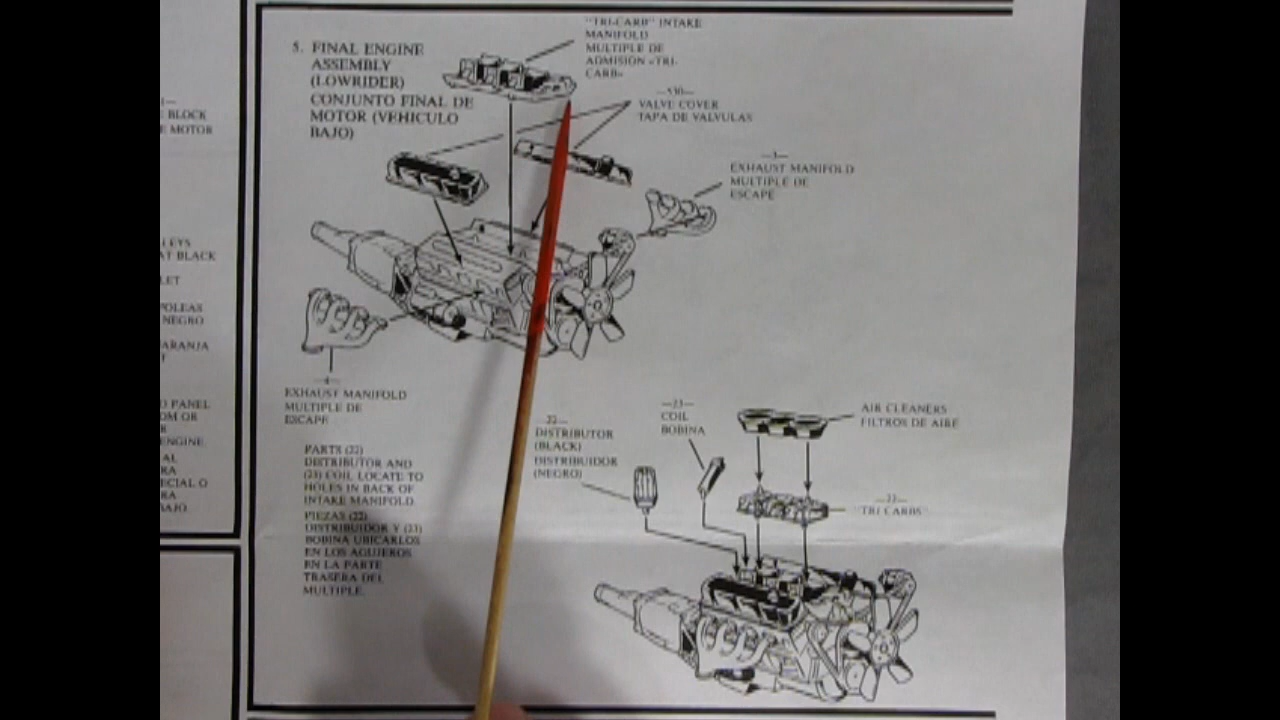 BLOCK
MOTOR
LEYS
AT BLACK
LET
POLEAS
NEGRO
ARANJA
PANEL
OM OR
R
ENGINE
AL
RA
ECIAL O
RA
BAJO.
5. FINAL ENGINE
ASSEMBLY
(LOWRIDER)
CONJUNTO FINAL DE
MOTOR (VEHICULO
BAJO)
"TRI-CARB" INTAKE
MANIFOLD
MULTIPLE DE
ADMISION «TRI-
CARB»
VALVE COVER
TAPA DE VALVULAS
—3—
EXHAUST MANIFOLD
MULTIPLE DE
ESCAPE
—4—
EXHAUST MANIFOLD
MULTIPLE DE
ESCAPE
PARTS (22)
DISTRIBUTOR AND
(23) COIL LOCATE TO
HOLES IN BACK OF
INTAKE MANIFOLD.
PIEZAS (22)
DISTRIBUIDOR Y (23)
BOBINA UBICARLOS
EN LOS AGUJEROS
EN LA PARTE
TRASERA DEL
MULTIPLE.
—22—
DISTRIBUTOR
(BLACK)
DISTRIBUIDOR
(NEGRO)
—23—
COIL
BOBINA
AIR CLEANERS
FILTROS DE AIRE
"TRI CARBS"